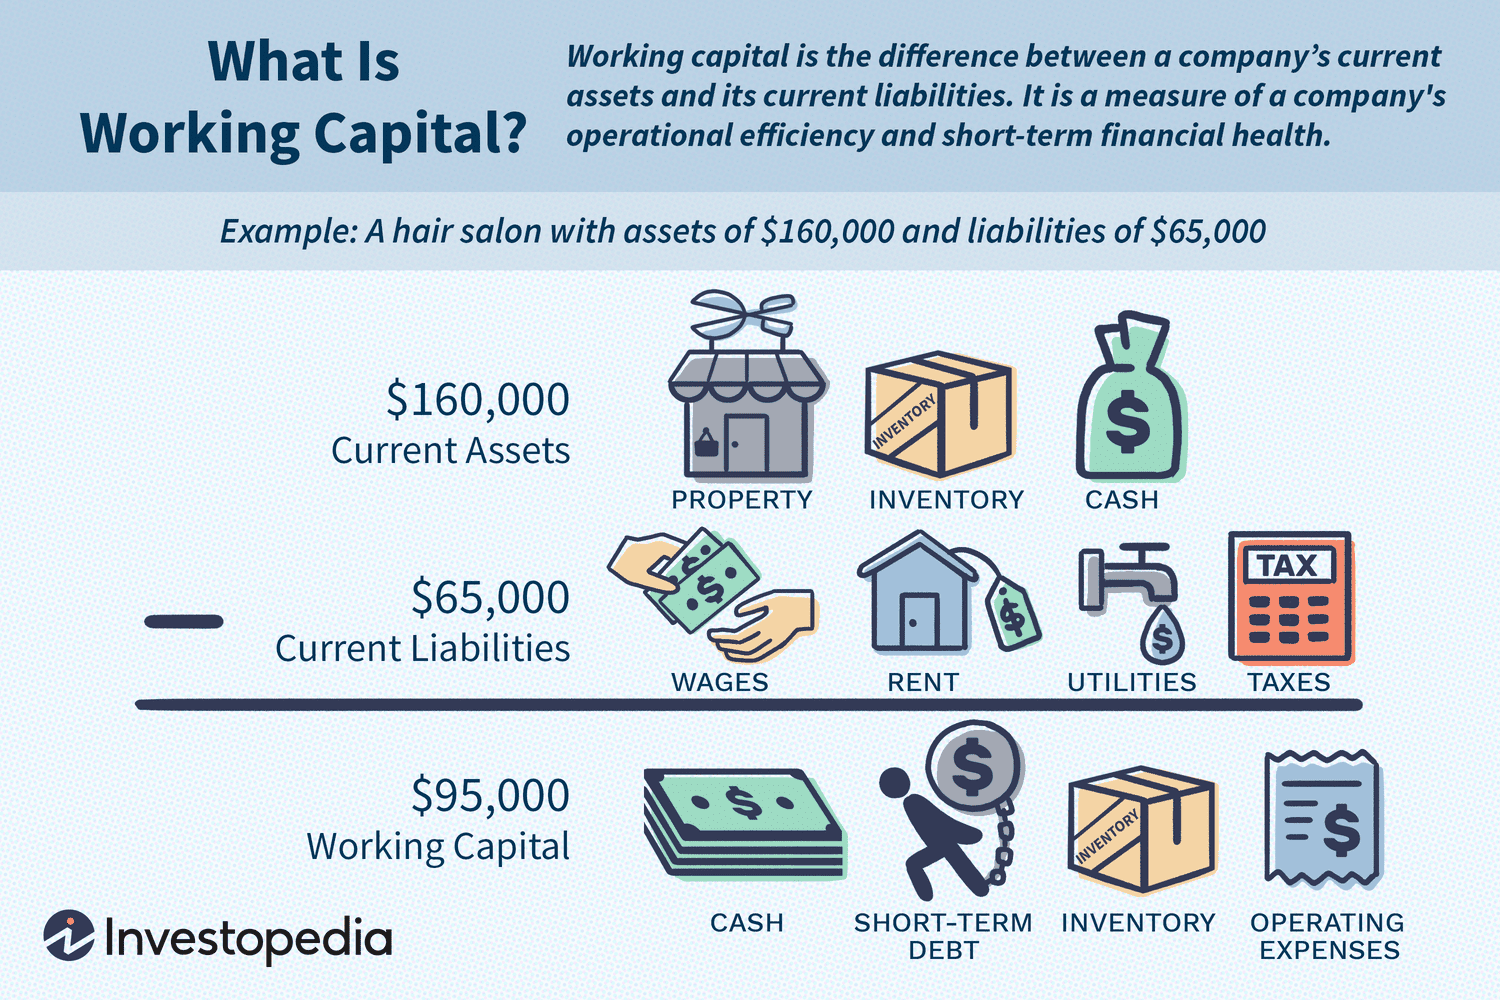 What Is
Working Capital?
Working capital is the difference between a company’s current
assets and its current liabilities. It is a measure of a company's
operational efficiency and short-term financial health.
Example: A hair salon with assets of $160,000 and liabilities of $65,000
$160,000
Current Assets
INVENTORY
$
PROPERTY
INVENTORY
CASH
— $65,000
Current Liabilities
$
$
$
$
TAX
WAGES
RENT
UTILITIES
TAXES
$95,000
Working Capital
$
$
INVENTORY
$
CASH
SHORT-TERM
DEBT
INVENTORY
OPERATING
EXPENSES
Investopedia